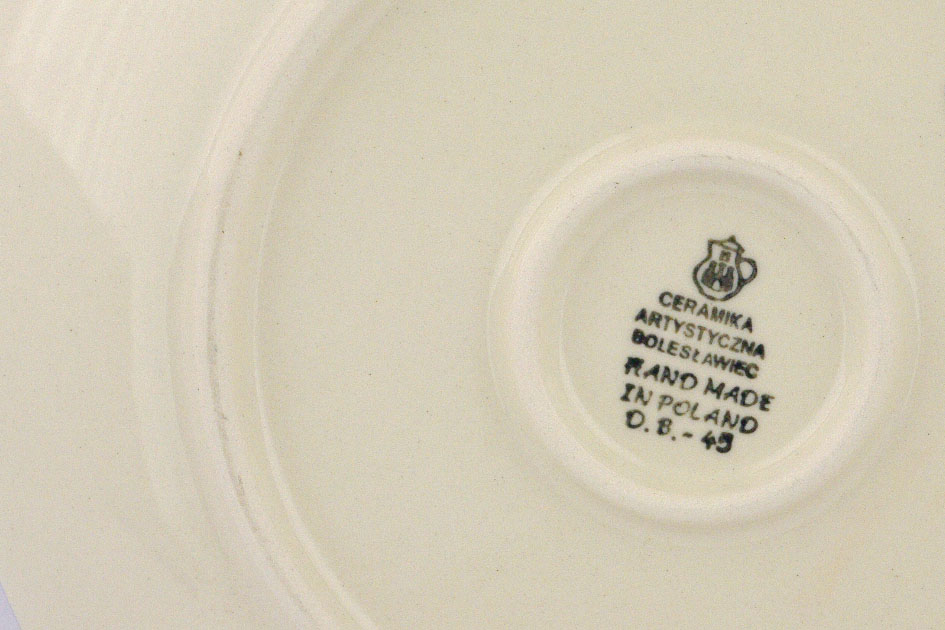 CERAMIKA
ARTYSTYCZNA
BOLESŁAWIEC
HAND MADE
IN POLAND
D.B.-45